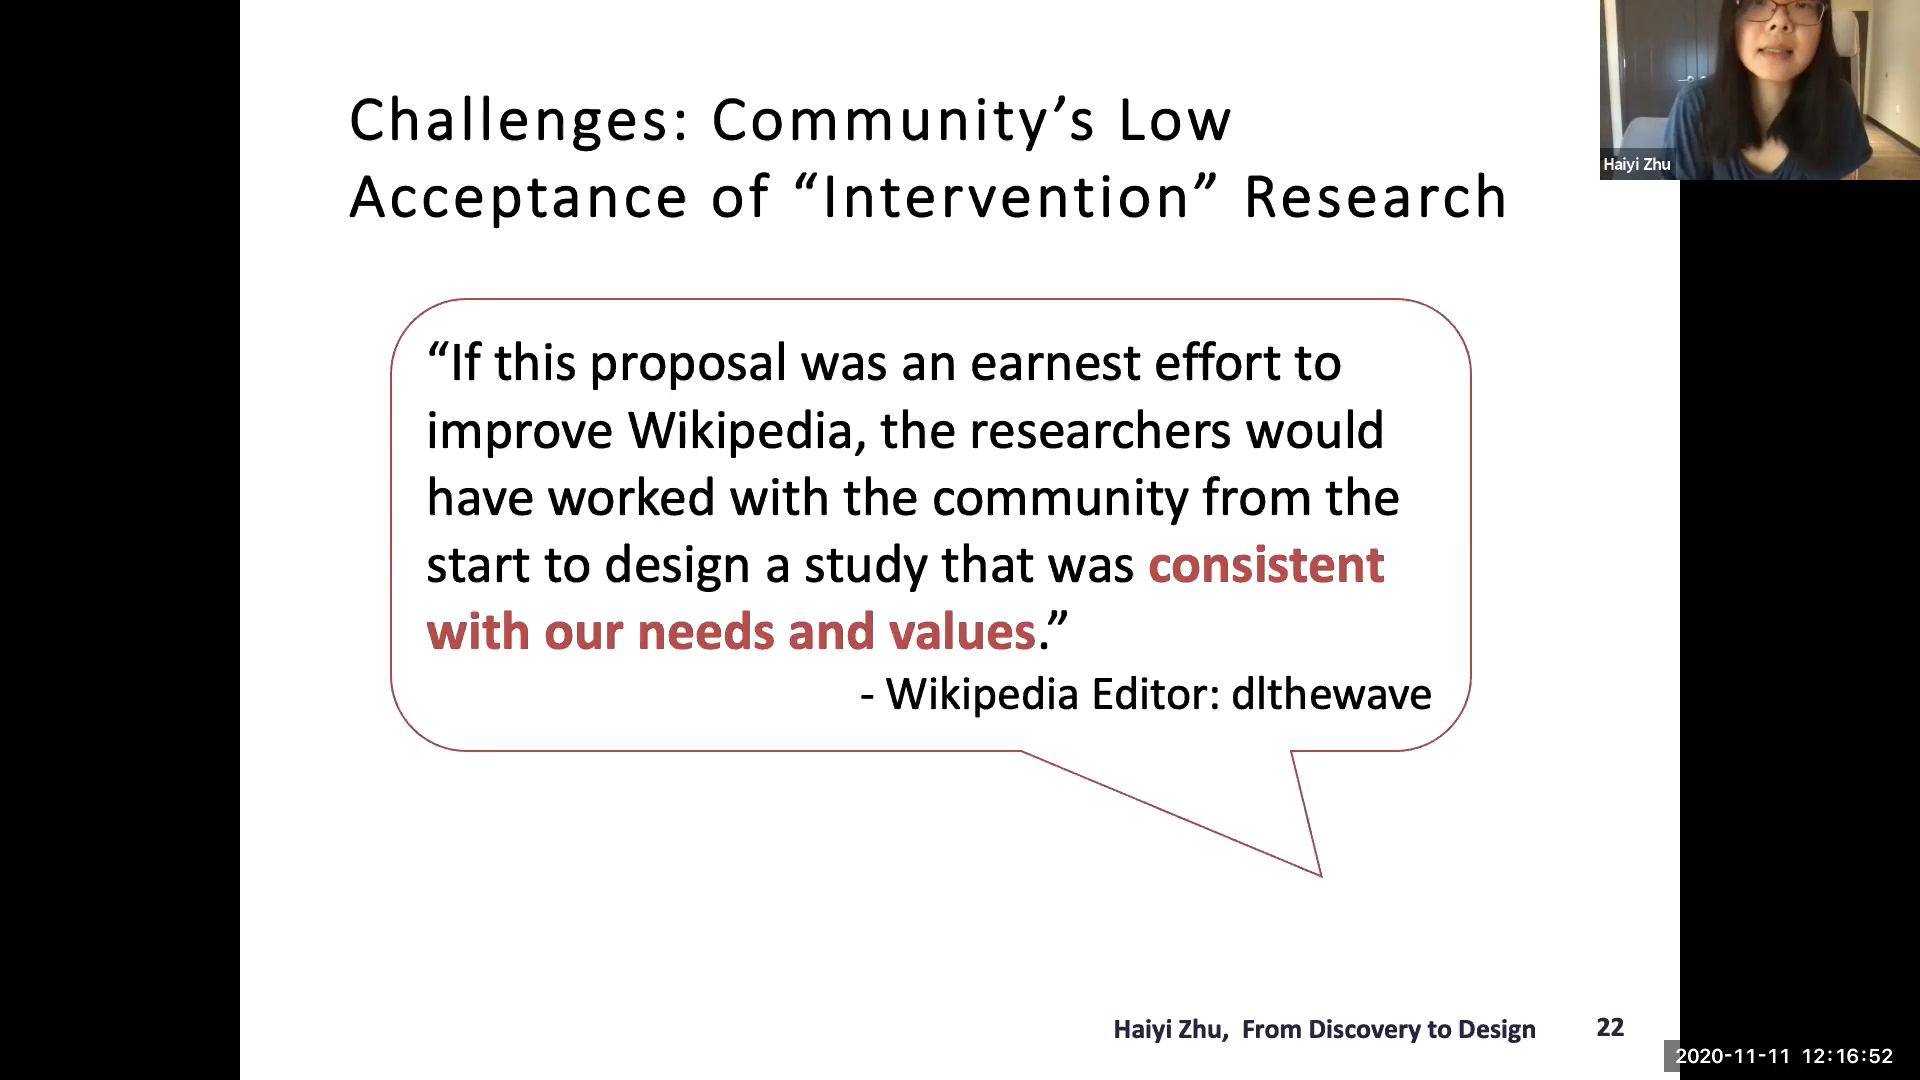 Challenges: Community’s Low
Acceptance of “Intervention” Research
Haiyi Zhu
“If this proposal was an earnest effort to
improve Wikipedia, the researchers would
have worked with the community from the
start to design a study that was consistent
with our needs and values.”
- Wikipedia Editor: dlthewave
Haiyi Zhu, From Discovery to Design
22
2020-11-11 12:16:52